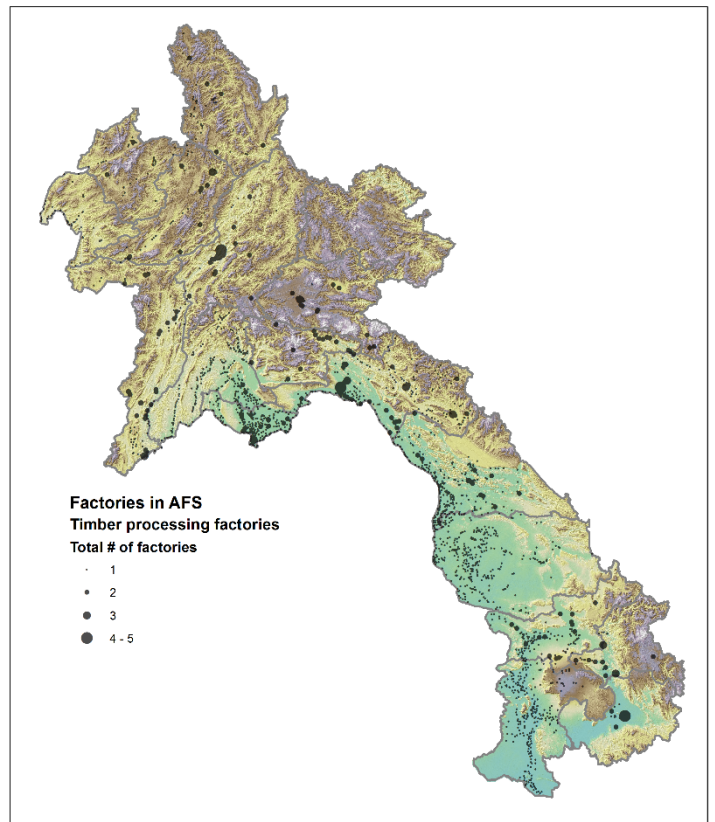 Factories in AFS
Timber processing factories
Total # of factories
1
2
3
4 - 5